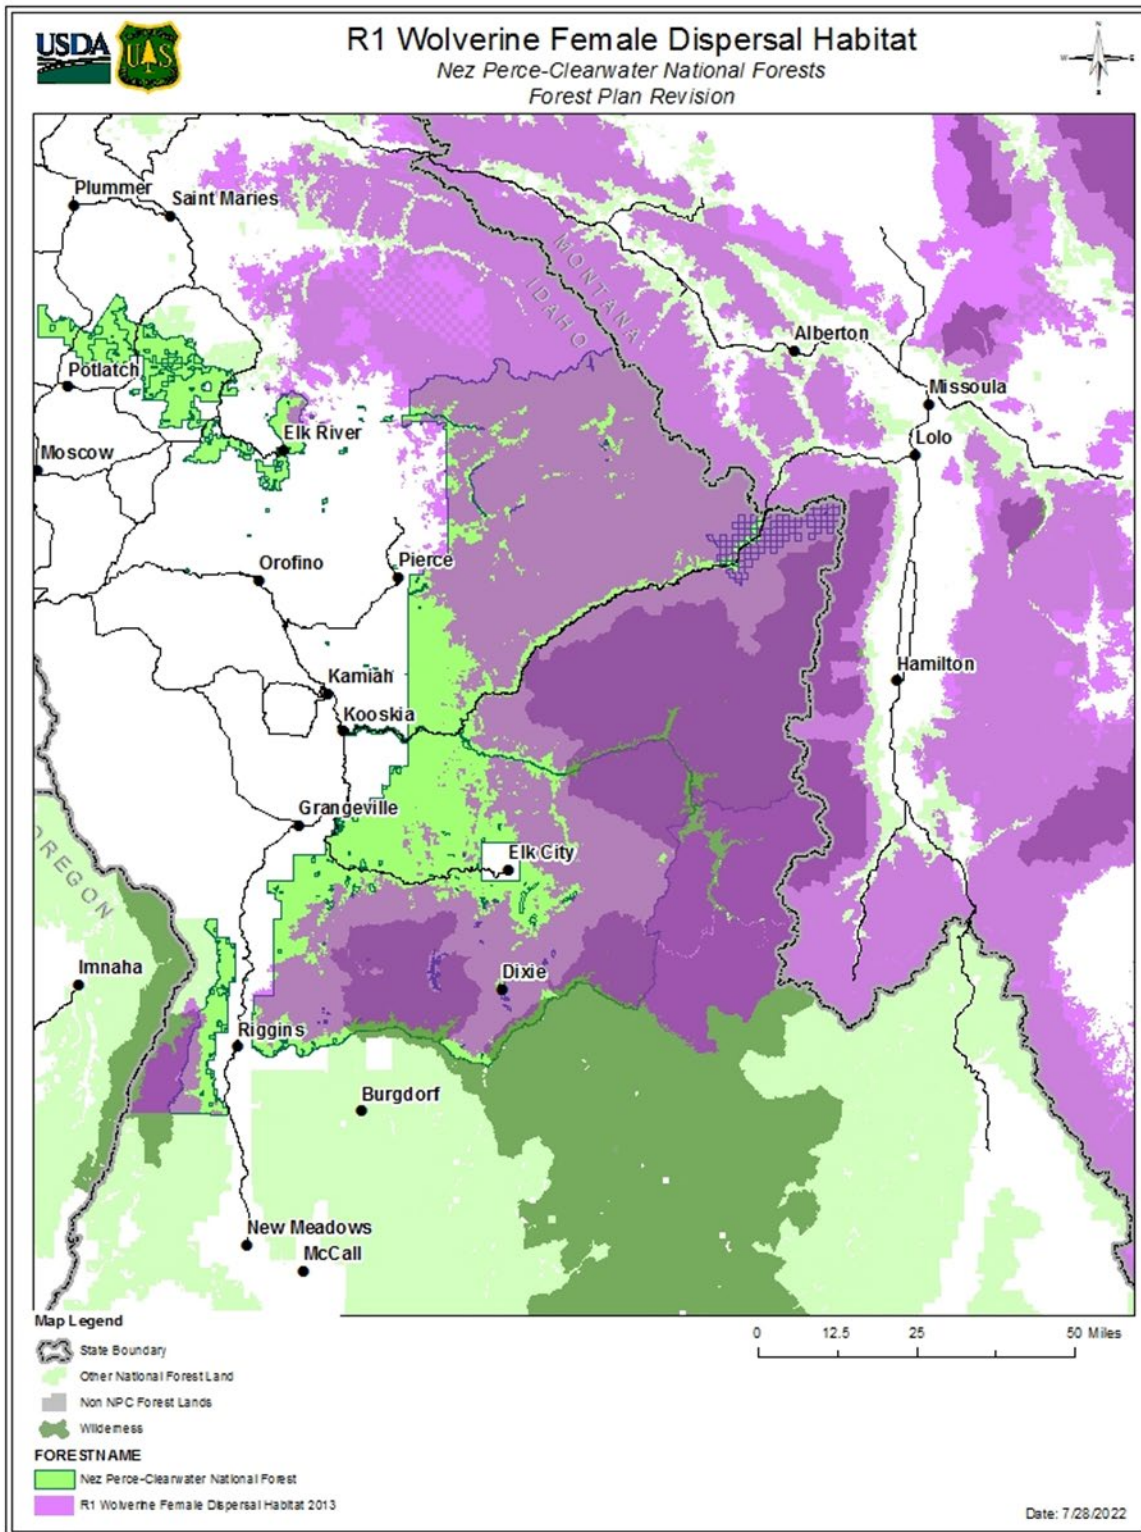 R1 Wolverine Female Dispersal Habitat
USDA
UAS
Nez Perce-Clearwater National Forests
Forest Plan Revision
N
W
E
S
Plummer
Saint Maries
MONTANA
IDAHO
Alberton
Potlatch
Missoula
Elk River
Lolo
Moscow
Orofino
Pierce
Kamiah
Hamilton
Kooskia
Grangeville
OREGON
Elk City
Imnaha
Dixie
Riggins
Burgdorf
New Meadows
McCall
Map Legend
State Boundary
Other National Forest Land
Non NPC Forest Lands
Wilderness
FORESTNAME
Nez Perce-Clearwater National Forest
R1 Wolverine Female Dispersal Habitat 2013
0 12.5 25 50 Miles
Date: 7/28/2022